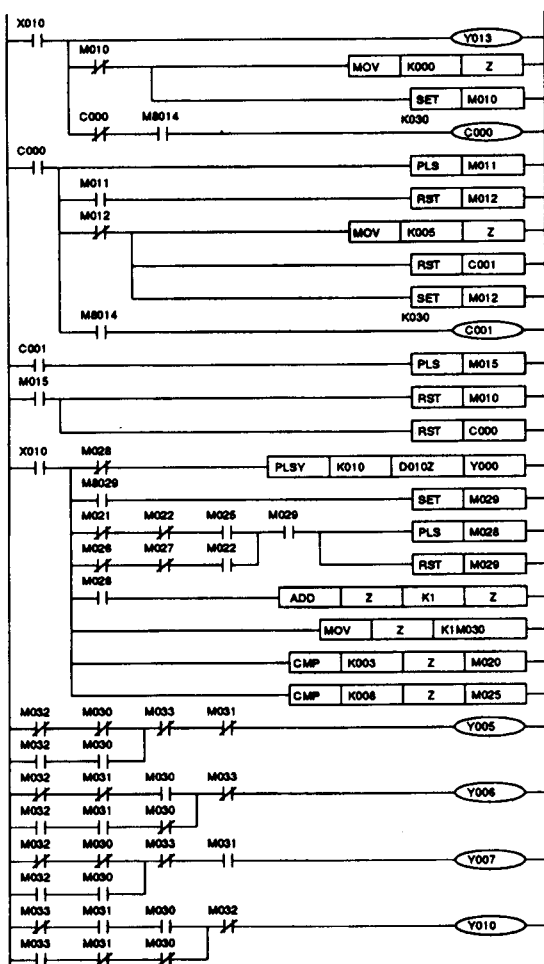 X010
Y013
M010
MOV K000 Z
SET M010
C000 M8014 K030
C000
C000
PLS M011
M011
RST M012
M012
MOV K005 Z
RST C001
SET M012
M8014 K030
C001
C001
PLS M015
M015
RST M010
RST C000
X010 M028
PLSY K010 D010Z Y000
M8029
SET M029
M021 M022 M025 M029
PLS M028
M026 M027 M022
RST M029
M028
ADD Z K1 Z
MOV Z K1M030
CMP K003 Z M020
CMP K008 Z M025
M032 M030 M033 M031
Y005
M032 M030
M032 M031 M030 M033
Y006
M032 M031 M030
M032 M030 M033 M031
Y007
M032 M030
M033 M031 M030 M032
Y010
M033 M031 M030